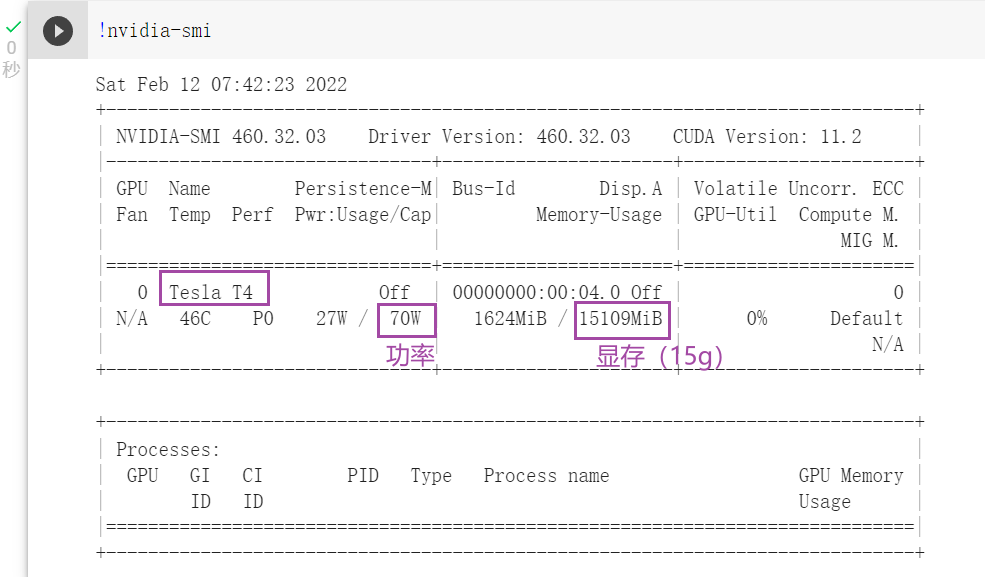 !nvidia-smi
0
秒
Sat Feb 12 07:42:23 2022
+-----------------------------------------------------------------------------+
| NVIDIA-SMI 460.32.03    Driver Version: 460.32.03    CUDA Version: 11.2     |
|-------------------------------+----------------------+----------------------+
| GPU  Name        Persistence-M| Bus-Id        Disp.A | Volatile Uncorr. ECC |
| Fan  Temp  Perf  Pwr:Usage/Cap|         Memory-Usage | GPU-Util  Compute M. |
|                               |                      |               MIG M. |
|===============================+======================+======================|
|   0  Tesla T4            Off  | 00000000:00:04.0 Off |                    0 |
| N/A   46C    P0    27W /  70W |   1624MiB / 15109MiB |      0%      Default |
|                               |                      |                  N/A |
功率 显存（15g）
+-------------------------------+----------------------+----------------------+
+-----------------------------------------------------------------------------+
| Processes:                                                                  |
|  GPU   GI   CI        PID   Type   Process name                  GPU Memory |
|        ID   ID                                                   Usage      |
|=============================================================================|
+-----------------------------------------------------------------------------+